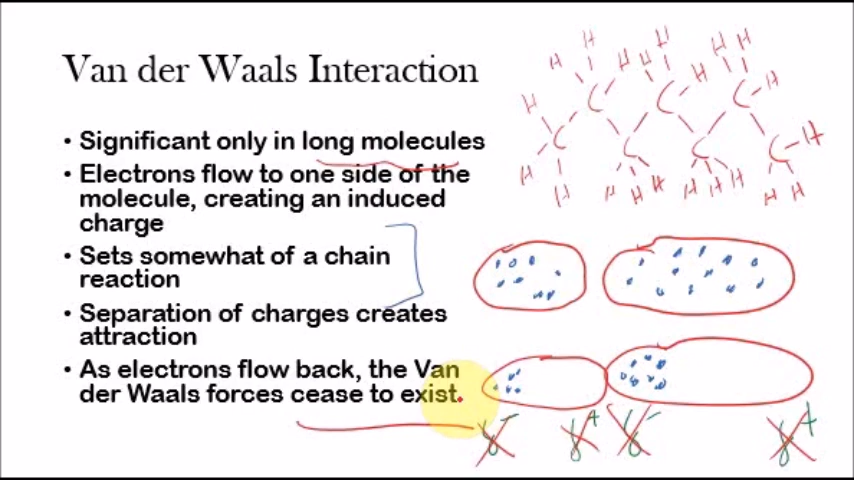 Van der Waals Interaction
• Significant only in long molecules
• Electrons flow to one side of the
molecule, creating an induced
charge
• Sets somewhat of a chain
reaction
• Separation of charges creates
attraction
• As electrons flow back, the Van
der Waals forces cease to exist.
H H H H
H H H H H
H C C C H
C C C C H
H H H H H H H H H
H